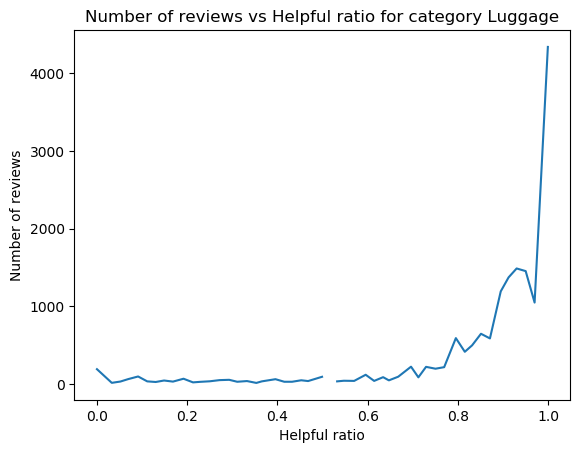 Number of reviews vs Helpful ratio for category Luggage
Number of reviews
4000
3000
2000
1000
0
0.0 0.2 0.4 0.6 0.8 1.0
Helpful ratio